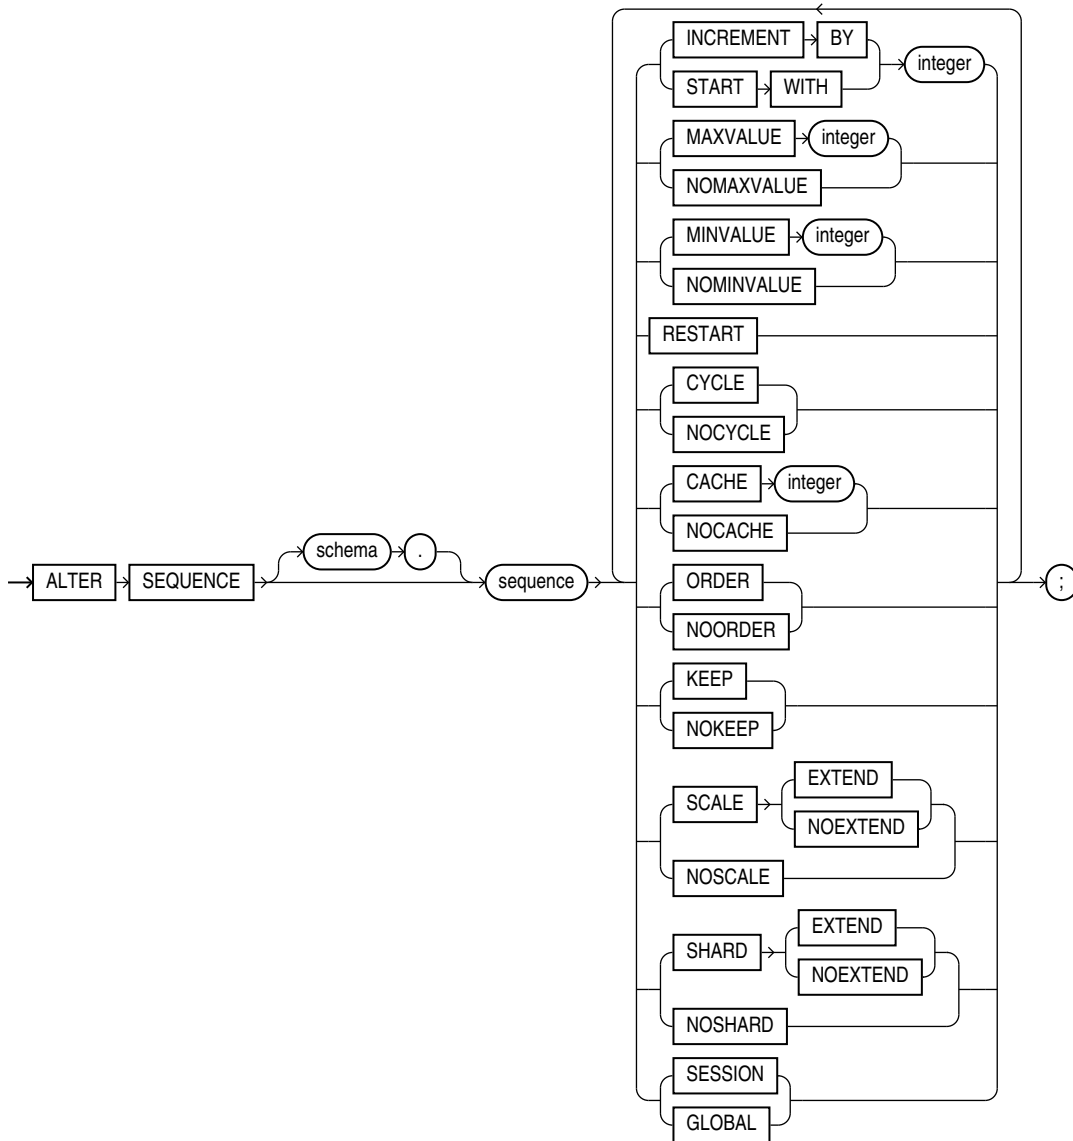 INCREMENT BY
integer
START WITH
MAXVALUE integer
NOMAXVALUE
MINVALUE integer
NOMINVALUE
RESTART
CYCLE
NOCYCLE
CACHE integer
NOCACHE
schema .
ALTER SEQUENCE sequence ;
ORDER
NOORDER
KEEP
NOKEEP
EXTEND
SCALE
NOEXTEND
NOSCALE
EXTEND
SHARD
NOEXTEND
NOSHARD
SESSION
GLOBAL